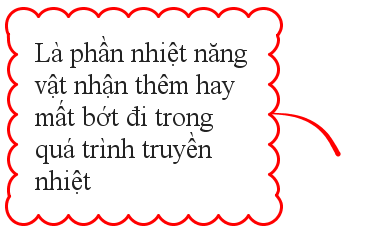 Là phần nhiệt năng
vật nhận thêm hay
mất bớt đi trong
quá trình truyền
nhiệt